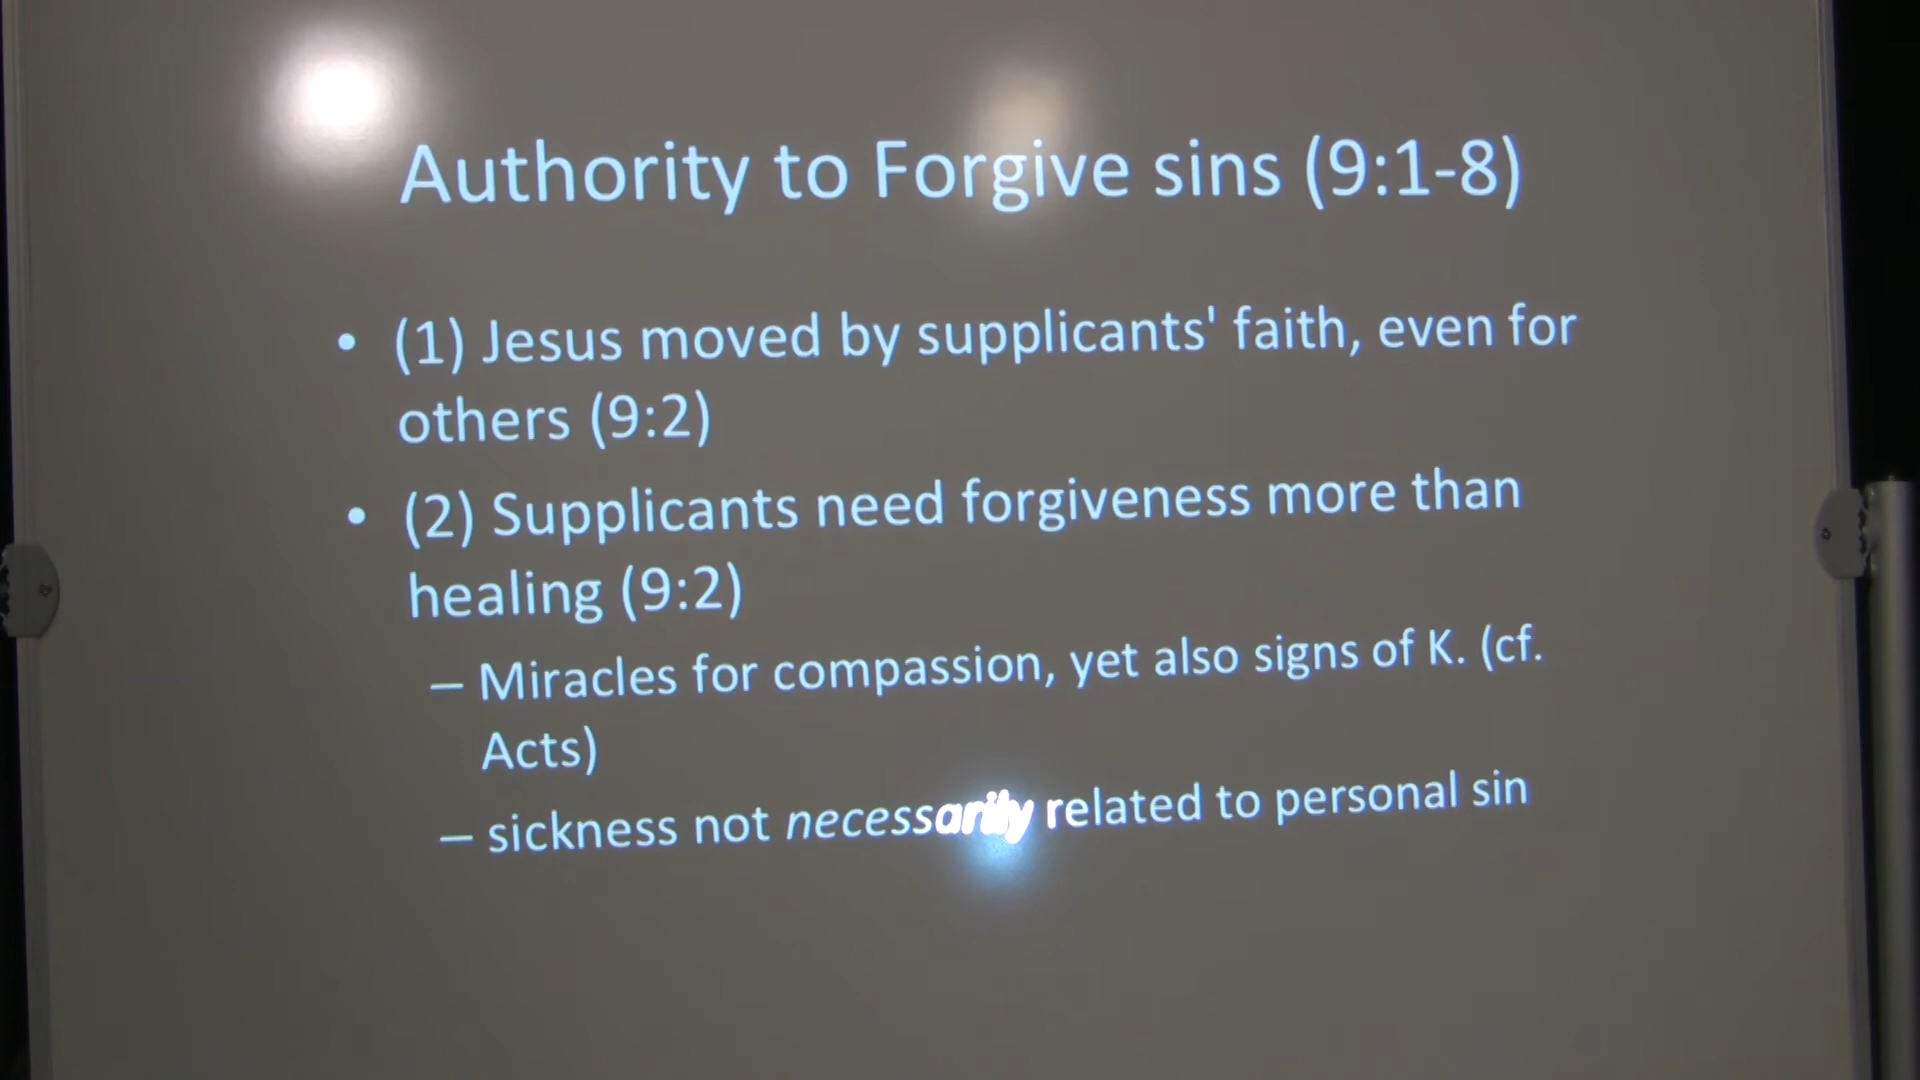 Authority to Forgive sins (9:1-8)
• (1) Jesus moved by supplicants' faith, even for
others (9:2)
• (2) Supplicants need forgiveness more than
healing (9:2)
– Miracles for compassion, yet also signs of K. (cf.
Acts)
– sickness not necessarily related to personal sin